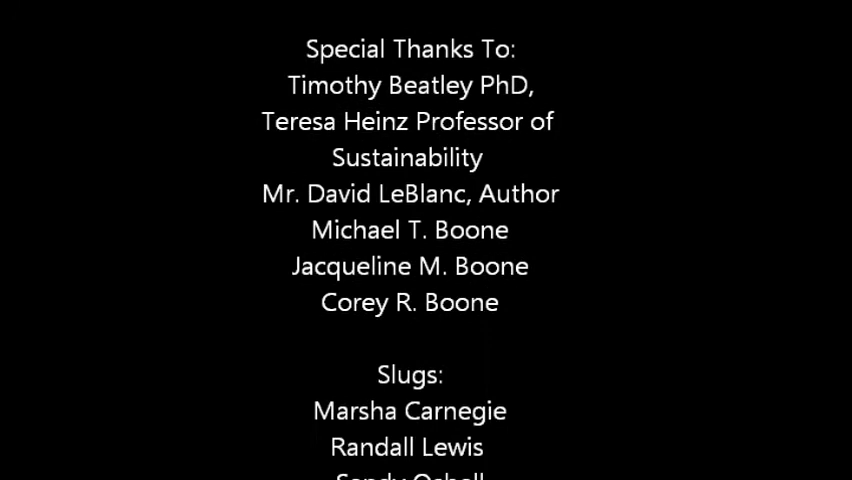 Special Thanks To:
Timothy Beatley PhD,
Teresa Heinz Professor of
Sustainability
Mr. David LeBlanc, Author
Michael T. Boone
Jacqueline M. Boone
Corey R. Boone
Slugs:
Marsha Carnegie
Randall Lewis